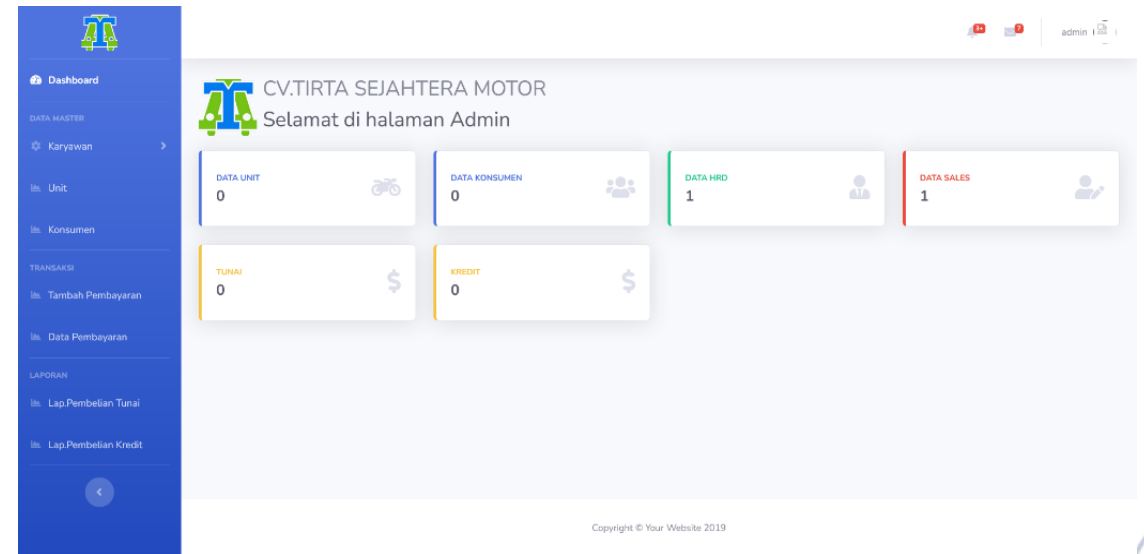 3+
7
admin
Dashboard
DATA MASTER
Karyawan
Unit
Konsumen
TRANSAKSI
Tambah Pembayaran
Data Pembayaran
LAPORAN
Lap.Pembelian Tunai
Lap.Pembelian Kredit
CV.TIRTA SEJAHTERA MOTOR
Selamat di halaman Admin
DATA UNIT
0
DATA KONSUMEN
0
DATA HRD
1
DATA SALES
1
TUNAI
0
KREDIT
0
Copyright © Your Website 2019